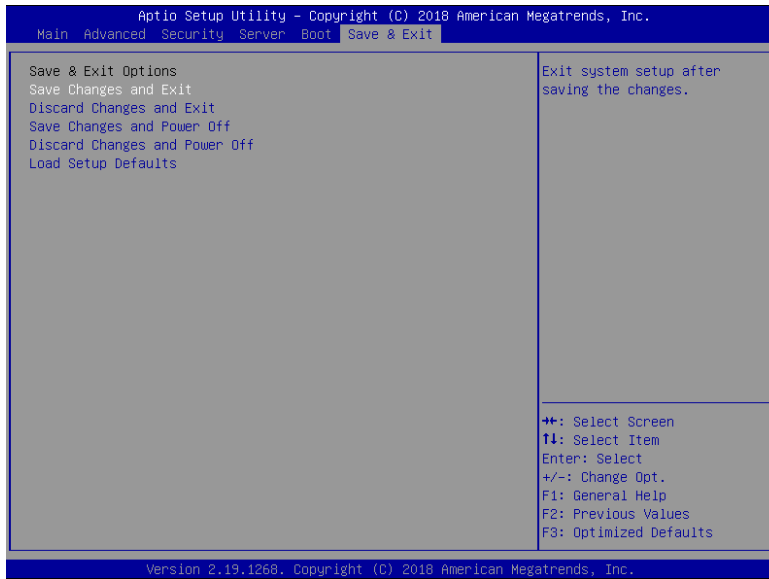 Aptio Setup Utility – Copyright (C) 2018 American Megatrends, Inc.
Main Advanced Security Server Boot Save & Exit
Save & Exit Options
Save Changes and Exit
Discard Changes and Exit
Save Changes and Power Off
Discard Changes and Power Off
Load Setup Defaults
Exit system setup after
saving the changes.
→←: Select Screen
↑↓: Select Item
Enter: Select
+/-: Change Opt.
F1: General Help
F2: Previous Values
F3: Optimized Defaults
Version 2.19.1268. Copyright (C) 2018 American Megatrends, Inc.